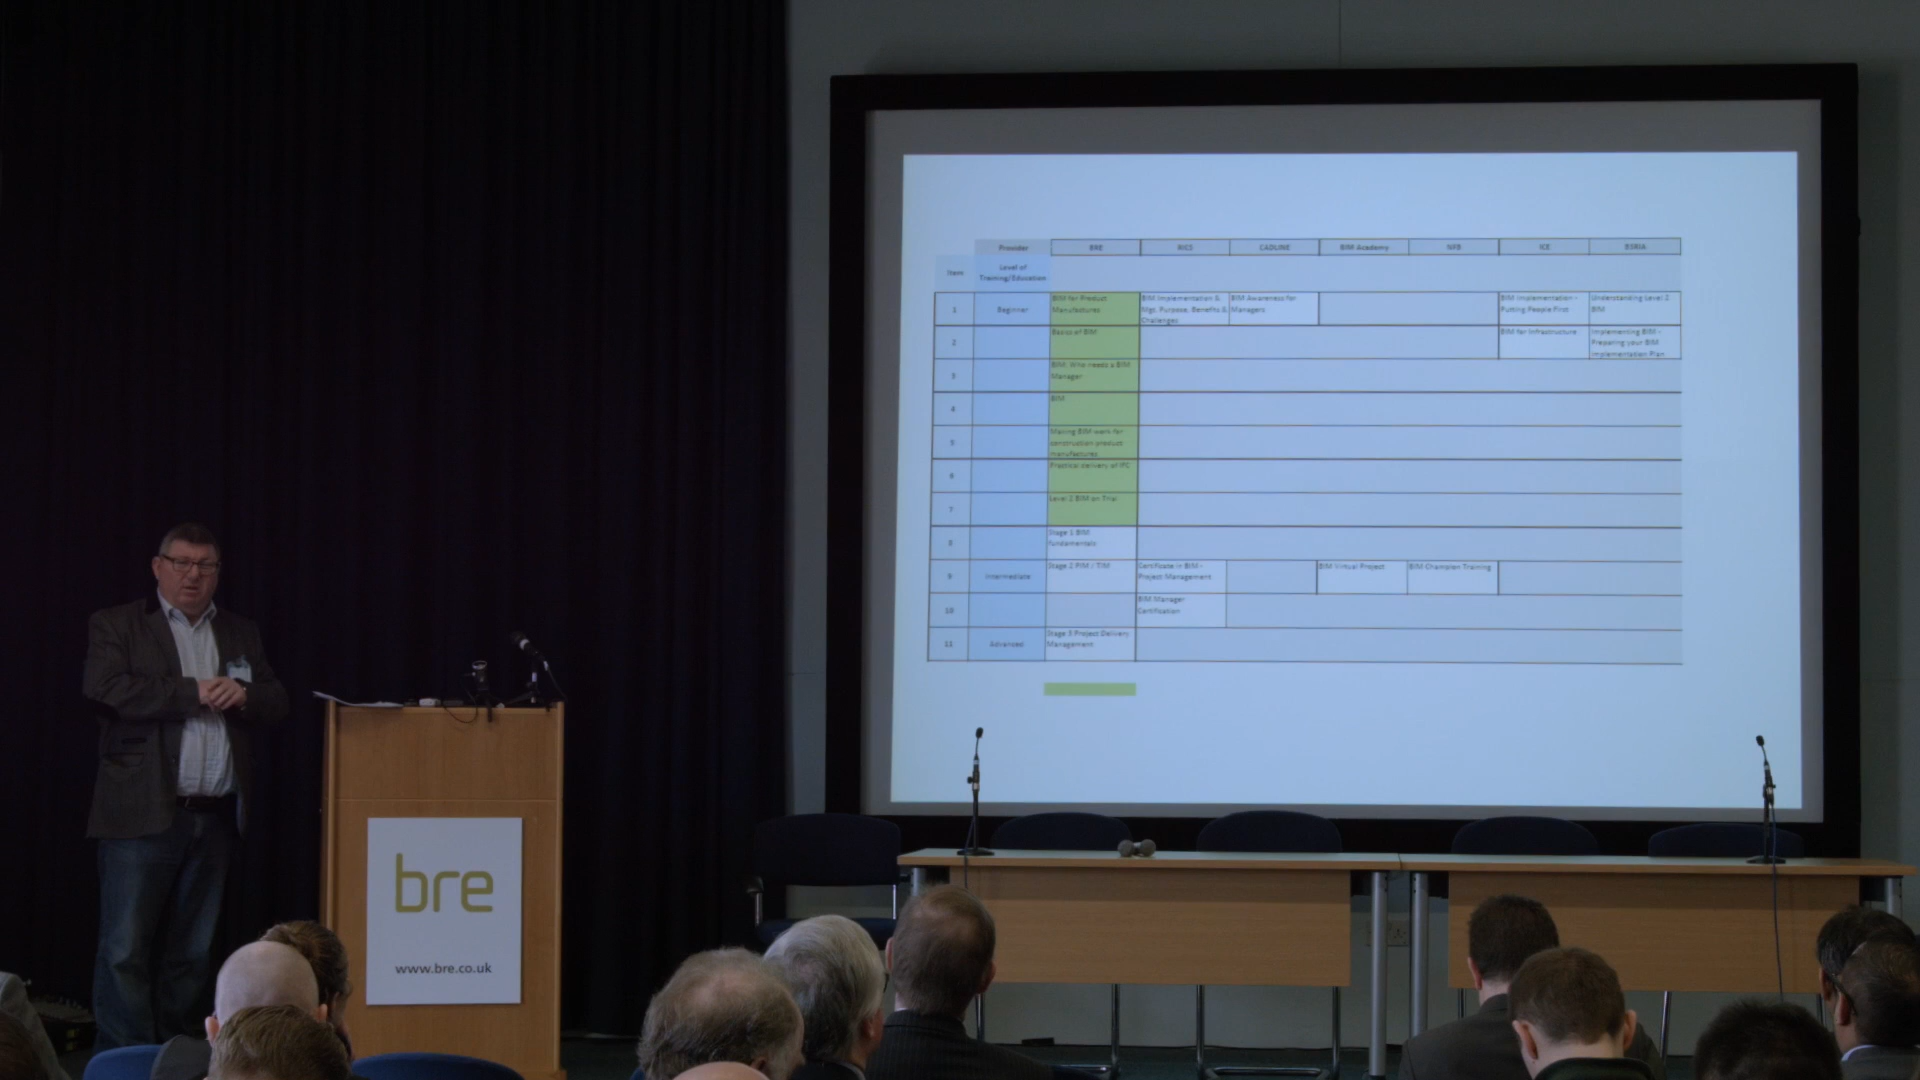 Provider BRE RICS CADLINE BIM Academy NFB ICE BSRIA
Item Level of
Training/Education
1 Beginner BIM for Product
Manufactures
BIM Implementation &
Mgt. Purpose, Benefits &
Challenges
BIM Awareness for
Managers
BIM Implementation -
Putting People First
Understanding Level 2
BIM
2 Basics of BIM
BIM for Infrastructure
Implementing BIM -
Preparing your BIM
Implementation Plan
3 BIM: Who needs a BIM
Manager
4 BIM
5 Making BIM work for
construction product
manufactures
6 Practical delivery of IFC
7 Level 2 BIM on Trial
8 Stage 1 BIM
fundamentals
9 Intermediate Stage 2 PIM / TIM
Certificate in BIM -
Project Management
BIM Virtual Project
BIM Champion Training
10 BIM Manager
Certification
11 Advanced Stage 3 Project Delivery
Management
bre
www.bre.co.uk